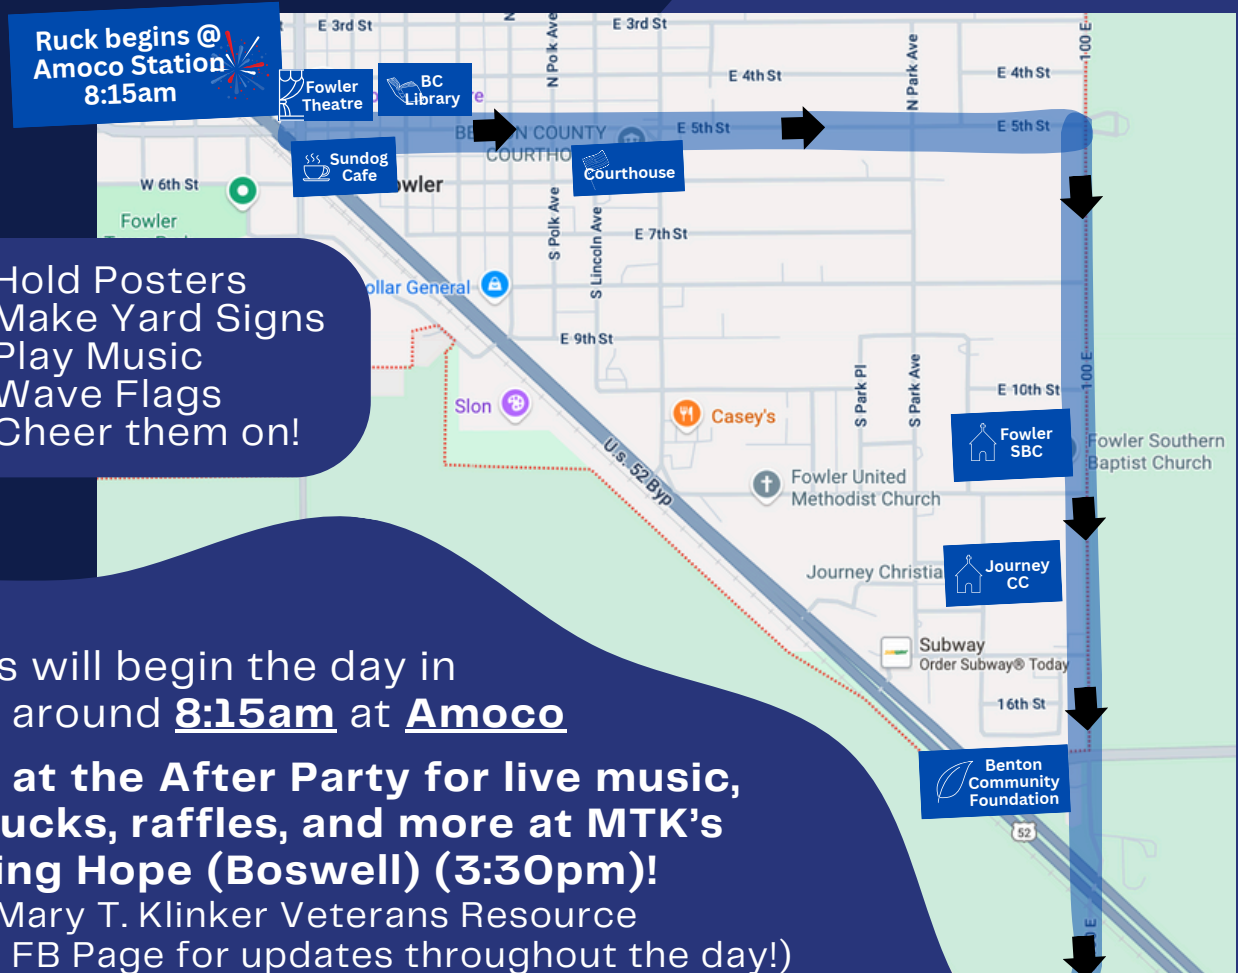 Ruck begins @
Amoco Station
8:15am
E 3rd St
N Polk Ave
E 3rd St
E 4th St
N Park Ave
E 4th St
100 E
Fowler
Theatre
BC
Library
E 5th St
E 5th St
COUNTY
Sundog
Cafe
Courthouse
W 6th St
Fowler
S Polk Ave
S Lincoln Ave
E 7th St
Hold Posters
Make Yard Signs
Play Music
Wave Flags
Cheer them on!
ollar General
E 9th St
S Park Pl
S Park Ave
E 10th St
100 E
Slon
Casey's
U.s. 52 Byp
Fowler
SBC
Fowler Southern
Baptist Church
Fowler United
Methodist Church
Journey Christia
Journey
CC
Subway
Order Subway® Today
16th St
Benton
Community
Foundation
52
s will begin the day in
around 8:15am at Amoco
at the After Party for live music,
ucks, raffles, and more at MTK's
ing Hope (Boswell) (3:30pm)!
Mary T. Klinker Veterans Resource
FB Page for updates throughout the day!)